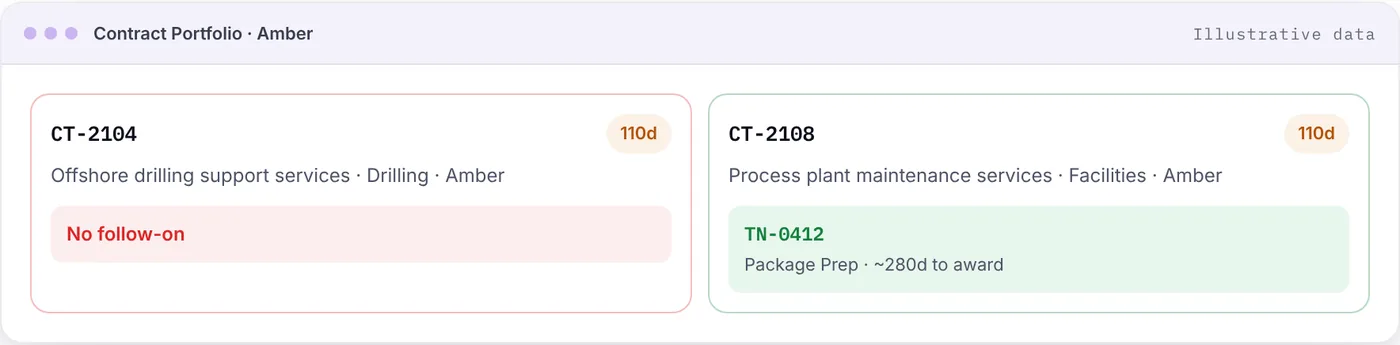 Contract Portfolio · Amber
Illustrative data
CT-2104
110d
Offshore drilling support services · Drilling · Amber
No follow-on
CT-2108
110d
Process plant maintenance services · Facilities · Amber
TN-0412
Package Prep · ~280d to award